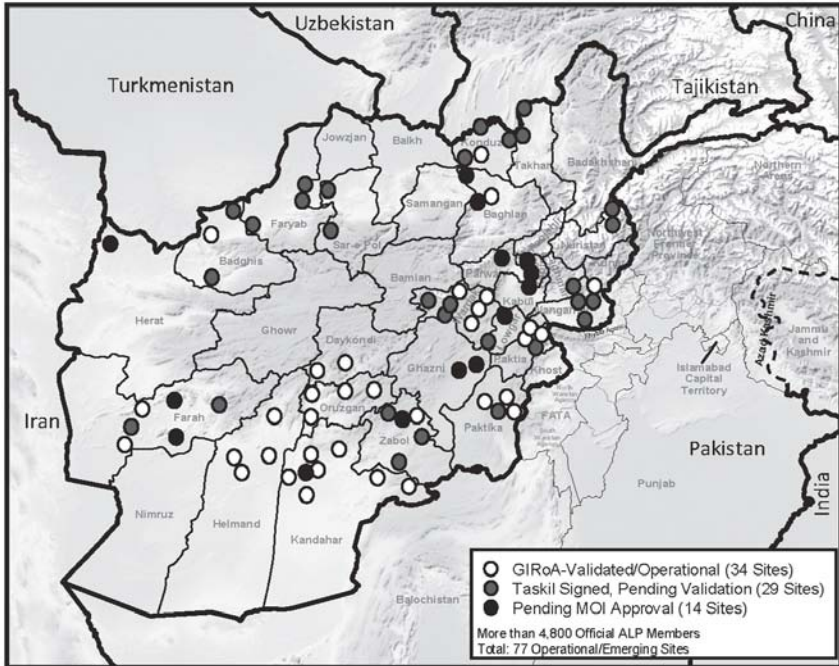 Uzbekistan
China
Turkmenistan
Tajikistan
Jowzjan
Balkh
Konduz
Takhar
Badakhshan
Northern
Areas
Samangan
Baghlan
Faryab
Sar-e Pol
Badghis
Nuristan
Northwest
Frontier
Province
Bamian
Parwan
Kabul
Herat
Ghowr
Daykondi
Lowgar
Nangarhar
Azad Kashmir
Jammu
and
Kashmir
Ghazni
Paktia
Khost
Islamabad
Capital
Territory
Iran
Farah
Oruzgan
Zabol
Paktika
FATA
Pakistan
Punjab
India
Nimruz
Helmand
Kandahar
Balochistan
GIRoA-Validated/Operational (34 Sites)
Taskil Signed, Pending Validation (29 Sites)
Pending MOI Approval (14 Sites)
More than 4,800 Official ALP Members
Total: 77 Operational/Emerging Sites